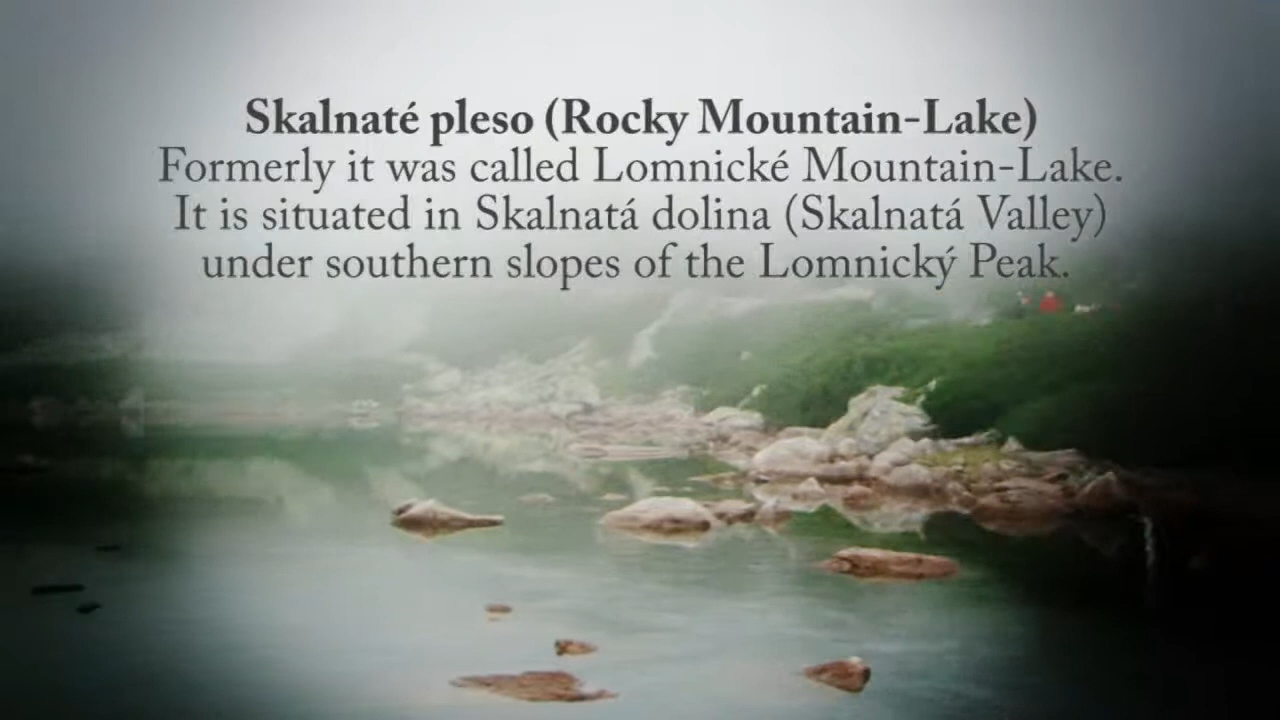 Skalnaté pleso (Rocky Mountain-Lake)
Formerly it was called Lomnické Mountain-Lake.
It is situated in Skalnatá dolina (Skalnatá Valley)
under southern slopes of the Lomnický Peak.